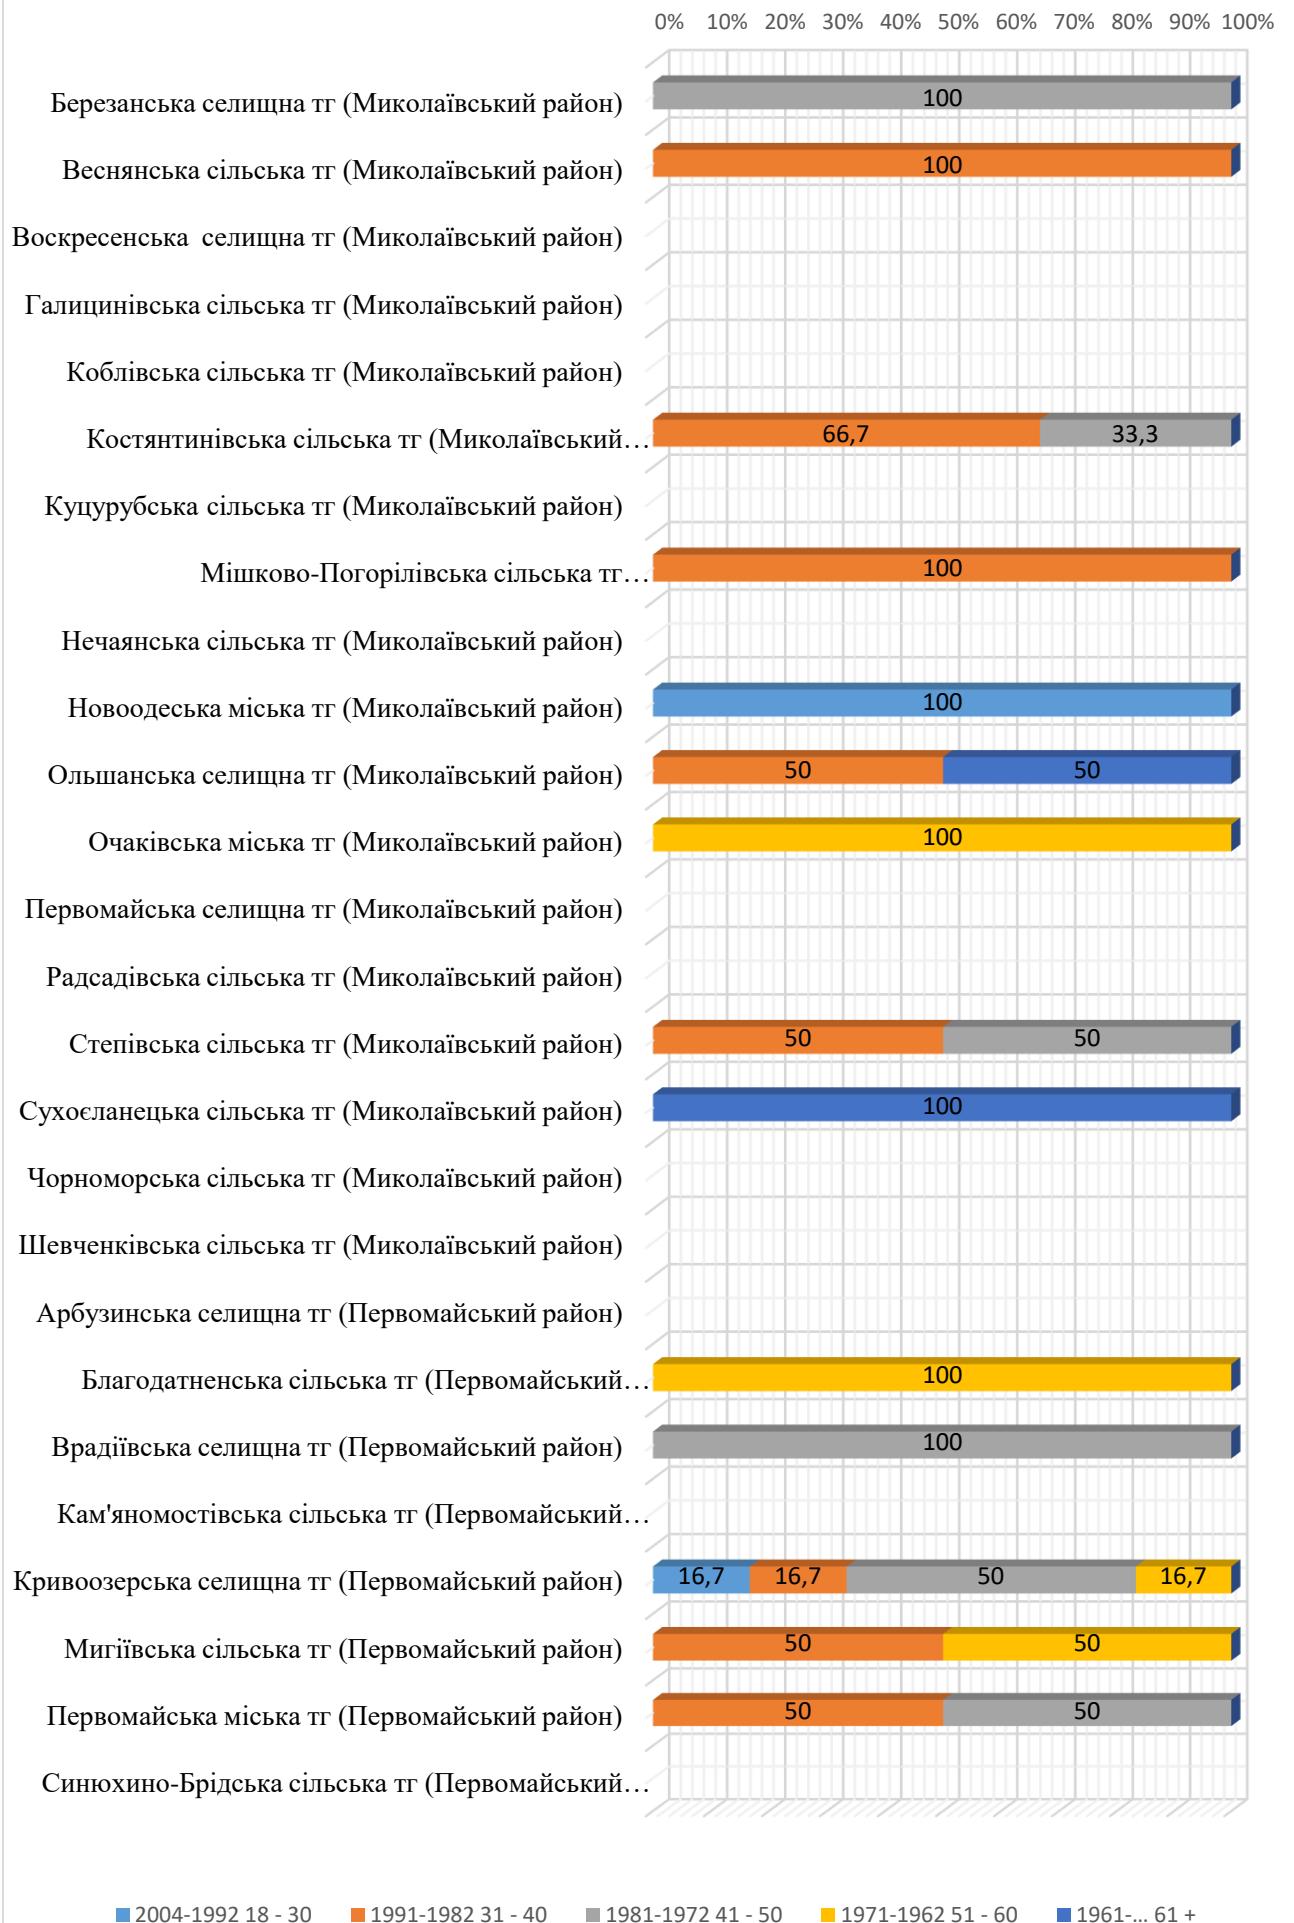 0% 10% 20% 30% 40% 50% 60% 70% 80% 90% 100%
Березанська селищна тг (Миколаївський район) 100
Веснянська сільська тг (Миколаївський район) 100
Воскресенська селищна тг (Миколаївський район)
Галицинівська сільська тг (Миколаївський район)
Коблівська сільська тг (Миколаївський район)
Костянтинівська сільська тг (Миколаївський… 66,7 33,3
Куцурубська сільська тг (Миколаївський район)
Мішково-Погорілівська сільська тг… 100
Нечаянська сільська тг (Миколаївський район)
Новоодеська міська тг (Миколаївський район) 100
Ольшанська селищна тг (Миколаївський район) 50 50
Очаківська міська тг (Миколаївський район) 100
Первомайська селищна тг (Миколаївський район)
Радсадівська сільська тг (Миколаївський район)
Степівська сільська тг (Миколаївський район) 50 50
Сухоєланецька сільська тг (Миколаївський район) 100
Чорноморська сільська тг (Миколаївський район)
Шевченківська сільська тг (Миколаївський район)
Арбузинська селищна тг (Первомайський район)
Благодатненська сільська тг (Первомайський… 100
Врадіївська селищна тг (Первомайський район) 100
Кам'яномостівська сільська тг (Первомайський…
Кривоозерська селищна тг (Первомайський район) 16,7 16,7 50 16,7
Мигіївська сільська тг (Первомайський район) 50 50
Первомайська міська тг (Первомайський район) 50 50
Синюхино-Брідська сільська тг (Первомайський…
2004-1992 18 - 30 1991-1982 31 - 40 1981-1972 41 - 50 1971-1962 51 - 60 1961-... 61 +